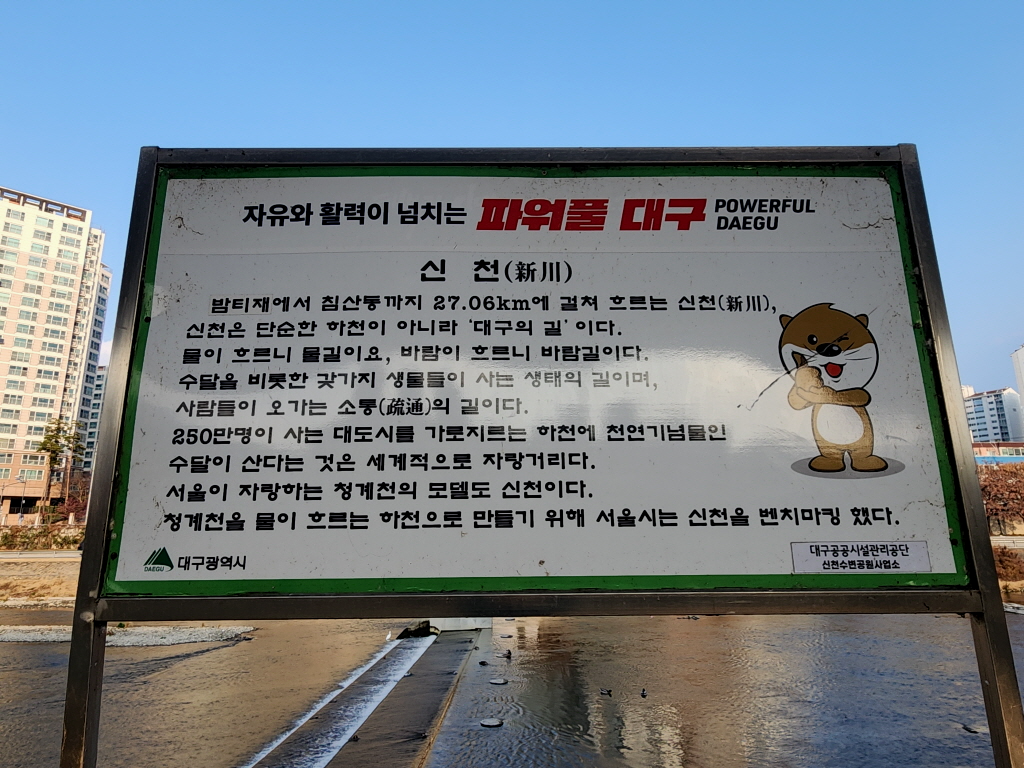 자유와 활력이 넘치는 파워풀 대구 POWERFUL DAEGU
신 천(新川)
밤티재에서 침산동까지 27.06km에 걸쳐 흐르는 신천(新川),
신천은 단순한 하천이 아니라 '대구의 길' 이다.
물이 흐르니 물길이요, 바람이 흐르니 바람길이다.
수달을 비롯한 갖가지 생물들이 사는 생태의 길이며,
사람들이 오가는 소통(疏通)의 길이다.
250만명이 사는 대도시를 가로지르는 하천에 천연기념물인
수달이 산다는 것은 세계적으로 자랑거리다.
서울이 자랑하는 청계천의 모델도 신천이다.
청계천을 물이 흐르는 하천으로 만들기 위해 서울시는 신천을 벤치마킹 했다.
DAEGU 대구광역시
대구공공시설관리공단
신천수변공원사업소